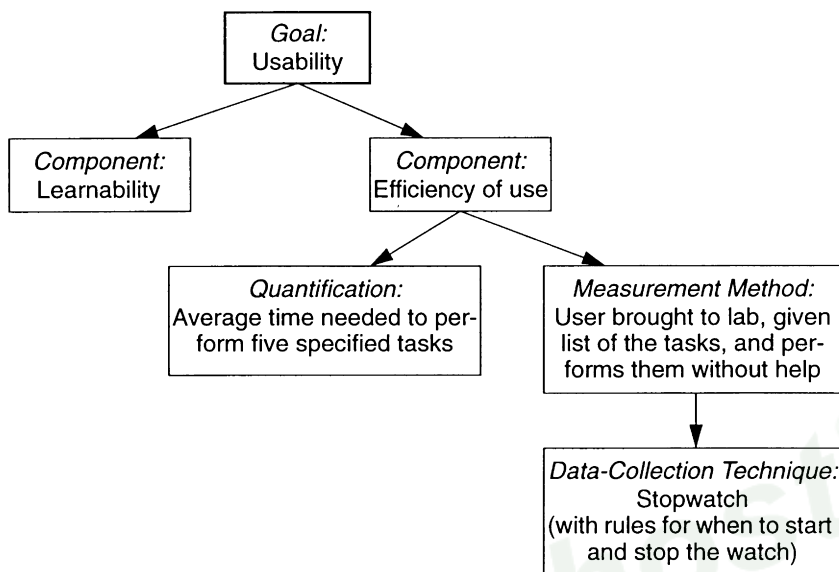 Goal:
Usability
Component:
Learnability
Component:
Efficiency of use
Quantification:
Average time needed to per-
form five specified tasks
Measurement Method:
User brought to lab, given
list of the tasks, and per-
forms them without help
Data-Collection Technique:
Stopwatch
(with rules for when to start
and stop the watch)